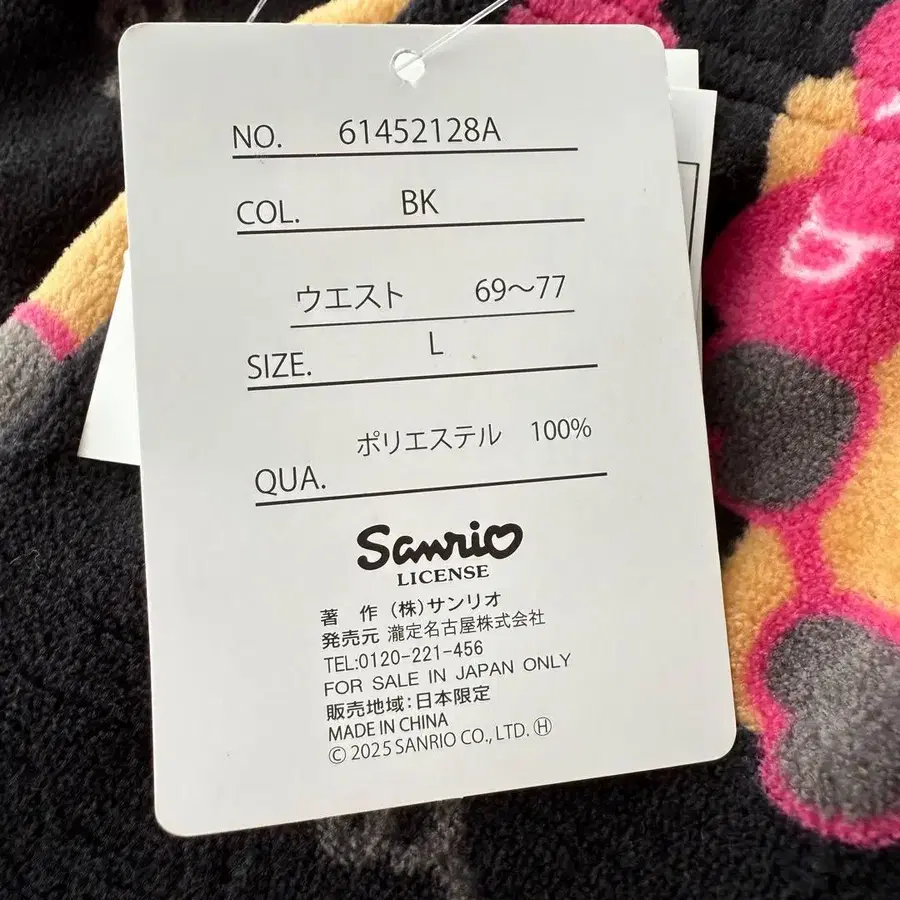 NO. 61452128A
COL. BK
ウエスト 69～77
SIZE. L
QUA. ポリエステル 100%
Sanrio
LICENSE
著 作 (株)サンリオ
発売元 瀧定名古屋株式会社
TEL:0120-221-456
FOR SALE IN JAPAN ONLY
販売地域:日本限定
MADE IN CHINA
© 2025 SANRIO CO., LTD. Ⓗ